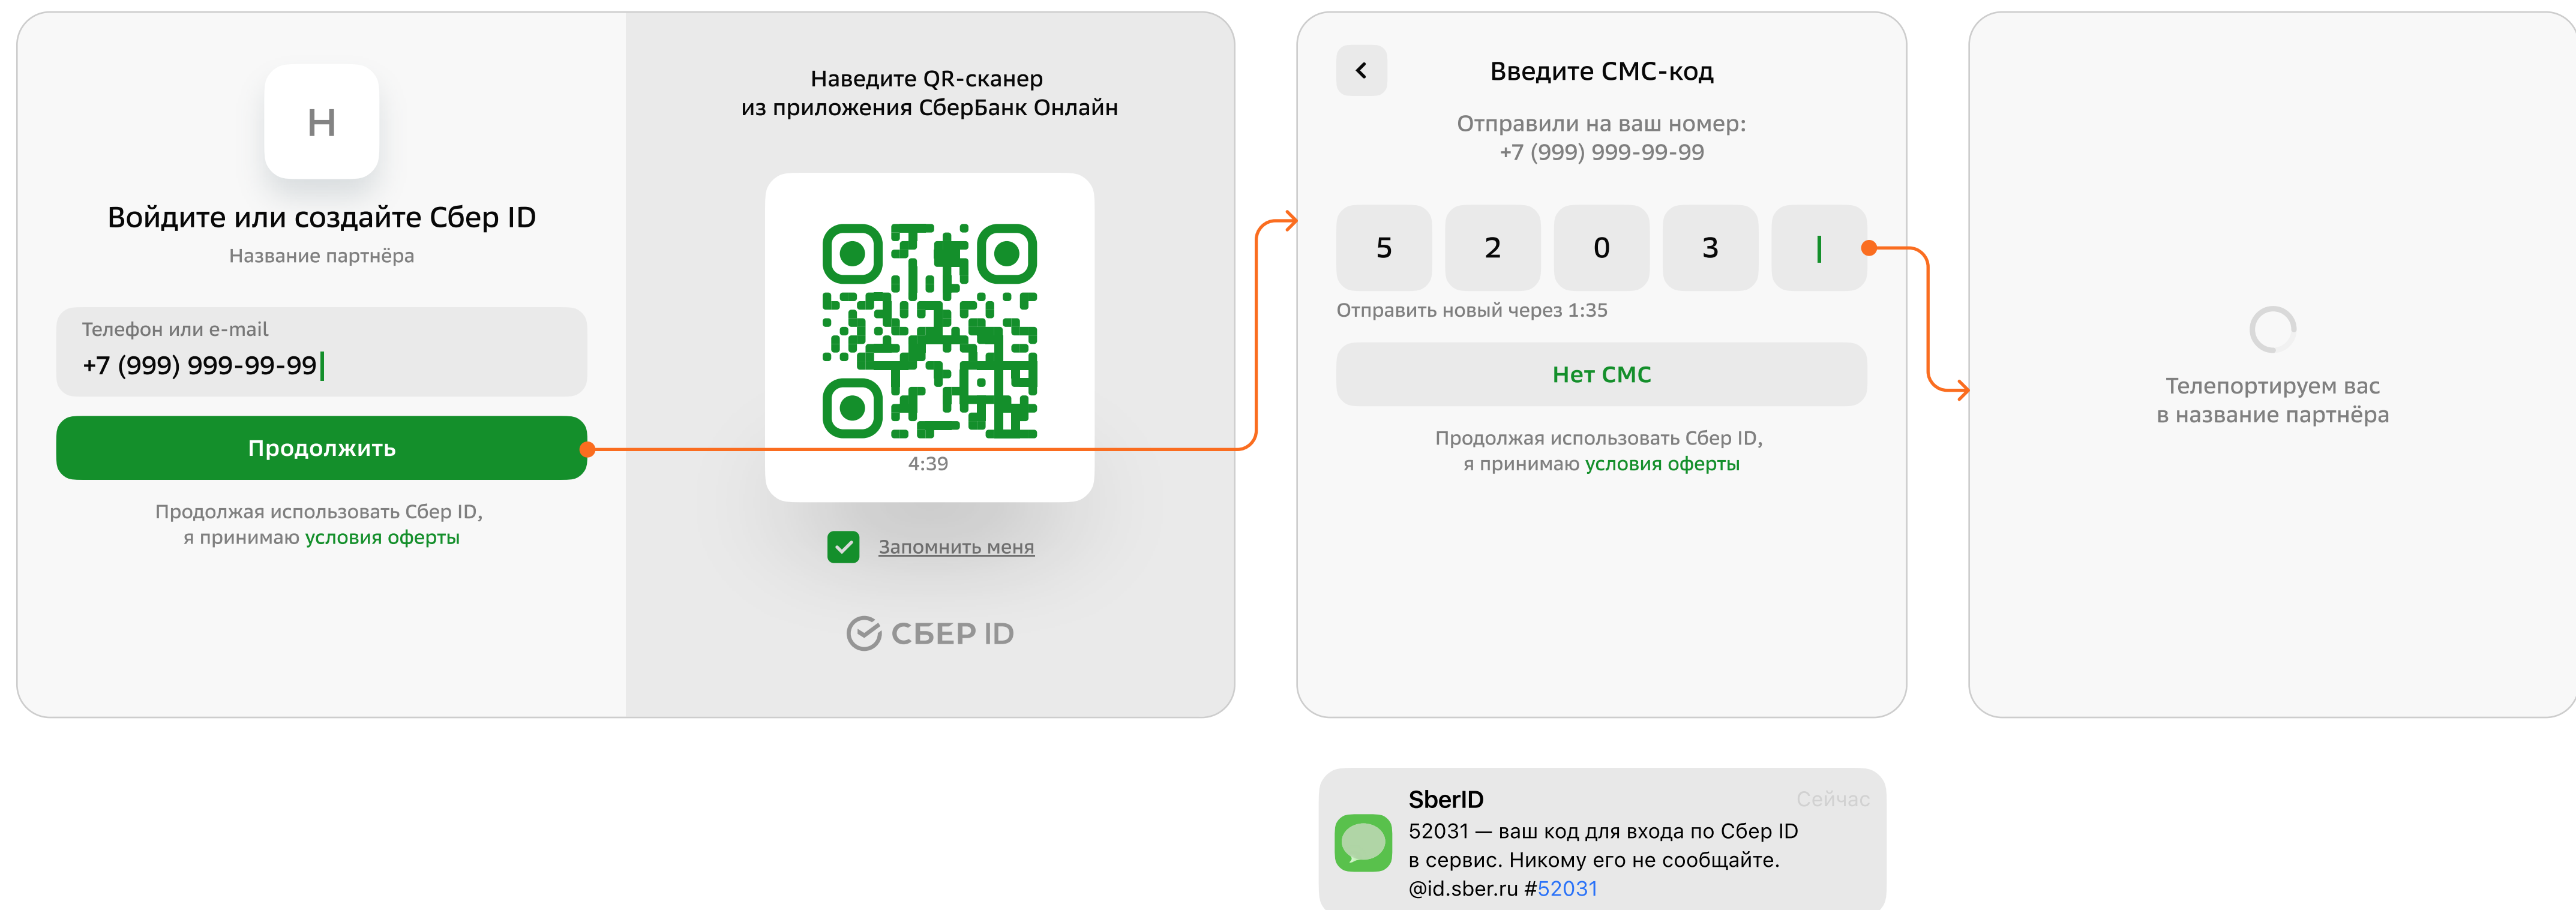 Н
Войдите или создайте Сбер ID
Название партнёра
Телефон или e-mail
+7 (999) 999-99-99
Продолжить
Продолжая использовать Сбер ID,
я принимаю условия оферты
Наведите QR-сканер
из приложения СберБанк Онлайн
4:39
Запомнить меня
СБЕР ID
Введите СМС-код
Отправили на ваш номер:
+7 (999) 999-99-99
5 2 0 3
Отправить новый через 1:35
Нет СМС
Продолжая использовать Сбер ID,
я принимаю условия оферты
SberID
Сейчас
52031 — ваш код для входа по Сбер ID
в сервис. Никому его не сообщайте.
@id.sber.ru #52031
Телепортируем вас
в название партнёра